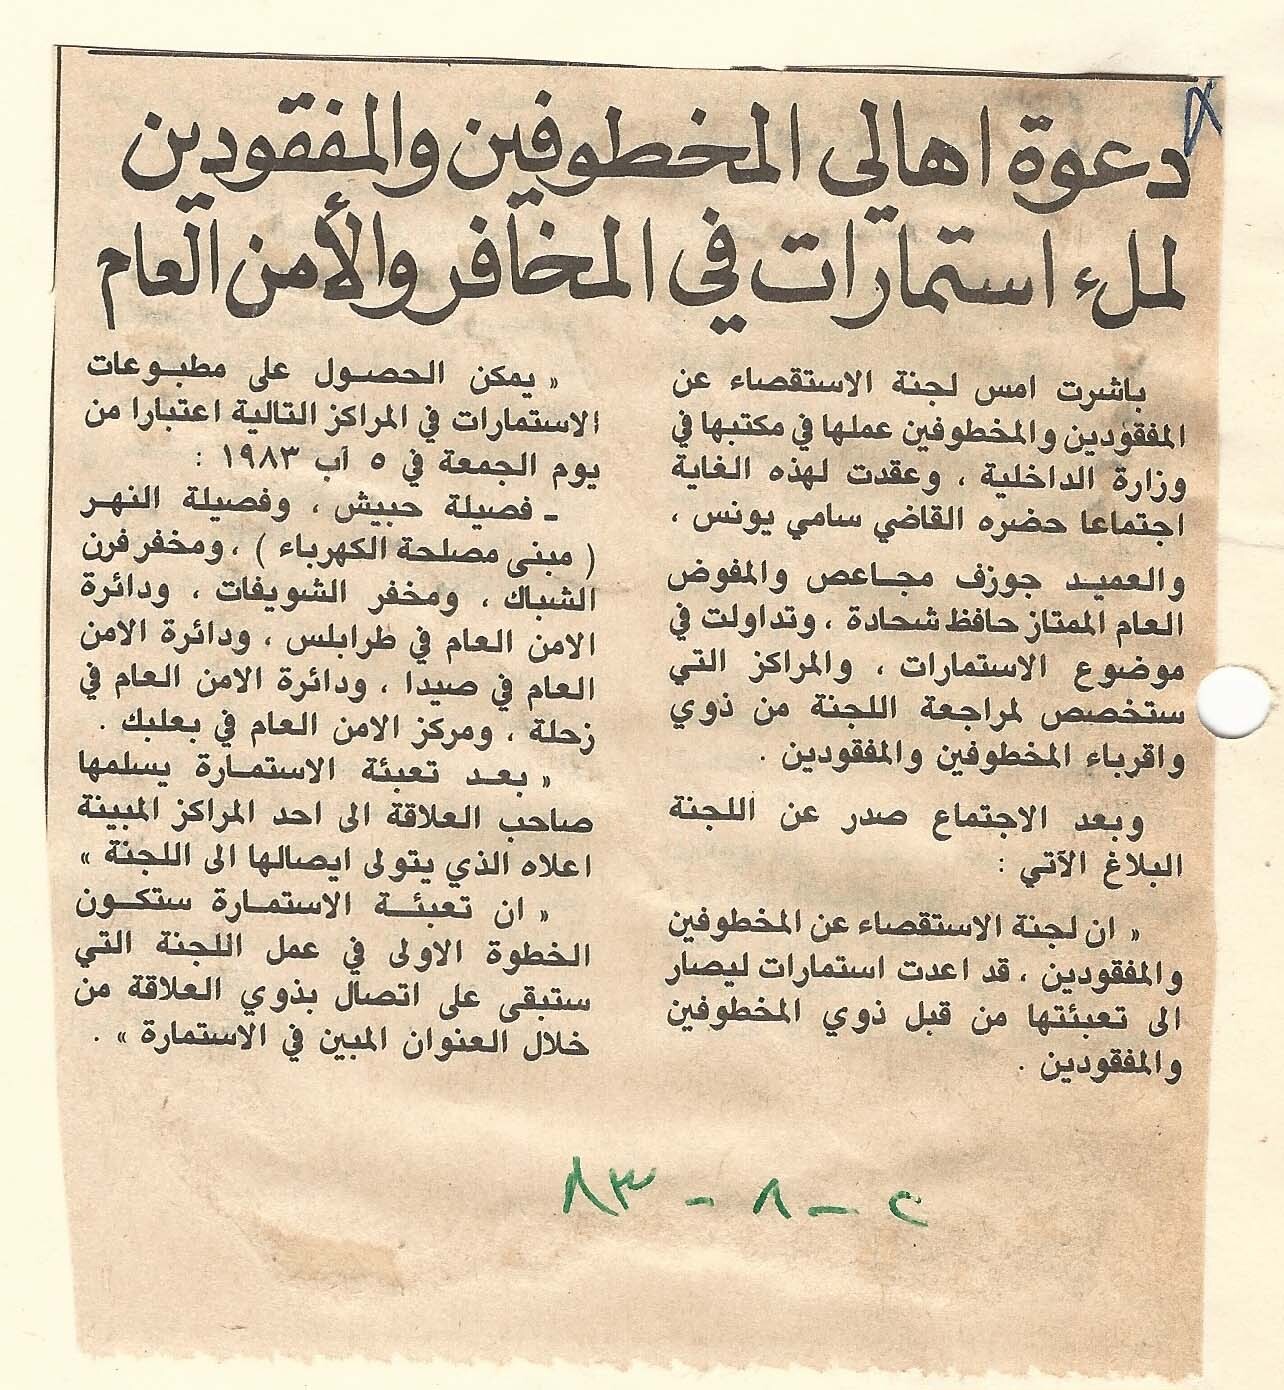 دعوة اهالي المخطوفين والمفقودين
لملء استمارات في المخافر والأمن العام
باشرت امس لجنة الاستقصاء عن
المفقودين والمخطوفين عملها في مكتبها في
وزارة الداخلية ، وعقدت لهذه الغاية
اجتماعا حضره القاضي سامي يونس ،
والعميد جوزف مجاعص والمفوض
العام الممتاز حافظ شحادة ، وتداولت في
موضوع الاستمارات ، والمراكز التي
ستخصص لمراجعة اللجنة من ذوي
واقرباء المخطوفين والمفقودين .
وبعد الاجتماع صدر عن اللجنة
البلاغ الآتي :
« ان لجنة الاستقصاء عن المخطوفين
والمفقودين ، قد اعدت استمارات ليصار
الى تعبئتها من قبل ذوي المخطوفين
والمفقودين .
« يمكن الحصول على مطبوعات
الاستمارات في المراكز التالية اعتبارا من
يوم الجمعة في ٥ آب ١٩٨٣ :
ـ فصيلة حبيش ، وفصيلة النهر
( مبنى مصلحة الكهرباء ) ، ومخفر فرن
الشباك ، ومخفر الشويفات ، ودائرة
الامن العام في طرابلس ، ودائرة الامن
العام في صيدا ، ودائرة الامن العام في
زحلة ، ومركز الامن العام في بعلبك .
« بعد تعبئة الاستمارة يسلمها
صاحب العلاقة الى احد المراكز المبينة
اعلاه الذي يتولى ايصالها الى اللجنة »
« ان تعبئة الاستمارة ستكون
الخطوة الاولى في عمل اللجنة التي
ستبقى على اتصال بذوي العلاقة من
خلال العنوان المبين في الاستمارة » .
٢ - ٨ - ٨٣